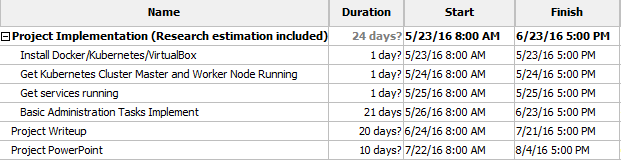 Name Duration Start Finish
Project Implementation (Research estimation included) 24 days? 5/23/16 8:00 AM 6/23/16 5:00 PM
Install Docker/Kubernetes/VirtualBox 1 day? 5/23/16 8:00 AM 5/23/16 5:00 PM
Get Kubernetes Cluster Master and Worker Node Running 1 day? 5/24/16 8:00 AM 5/24/16 5:00 PM
Get services running 1 day? 5/25/16 8:00 AM 5/25/16 5:00 PM
Basic Administration Tasks Implement 21 days 5/26/16 8:00 AM 6/23/16 5:00 PM
Project Writeup 20 days? 6/24/16 8:00 AM 7/21/16 5:00 PM
Project PowerPoint 10 days? 7/22/16 8:00 AM 8/4/16 5:00 PM